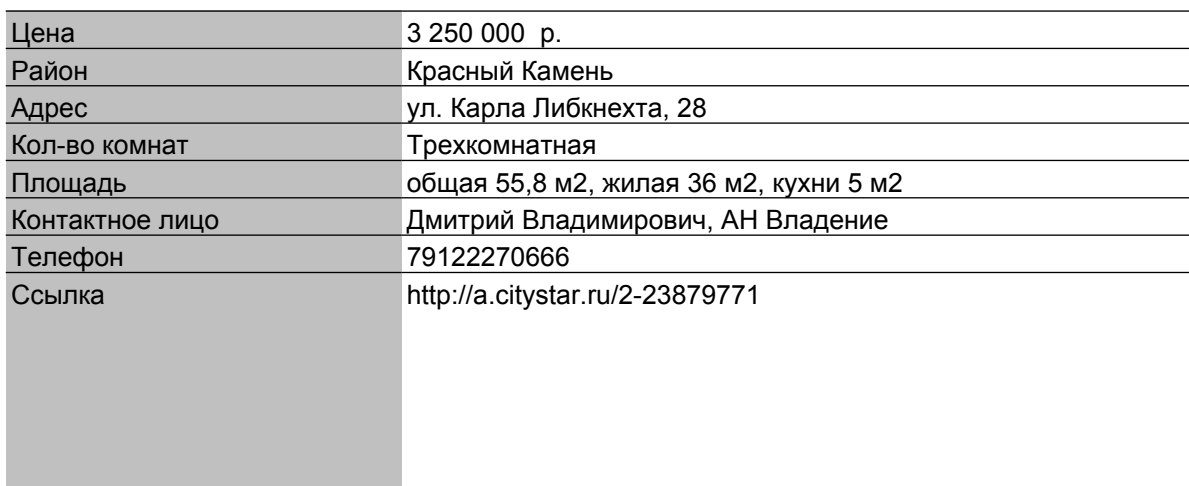 Цена 3 250 000 р.
Район Красный Камень
Адрес ул. Карла Либкнехта, 28
Кол-во комнат Трехкомнатная
Площадь общая 55,8 м2, жилая 36 м2, кухни 5 м2
Контактное лицо Дмитрий Владимирович, АН Владение
Телефон 79122270666
Ссылка http://a.citystar.ru/2-23879771